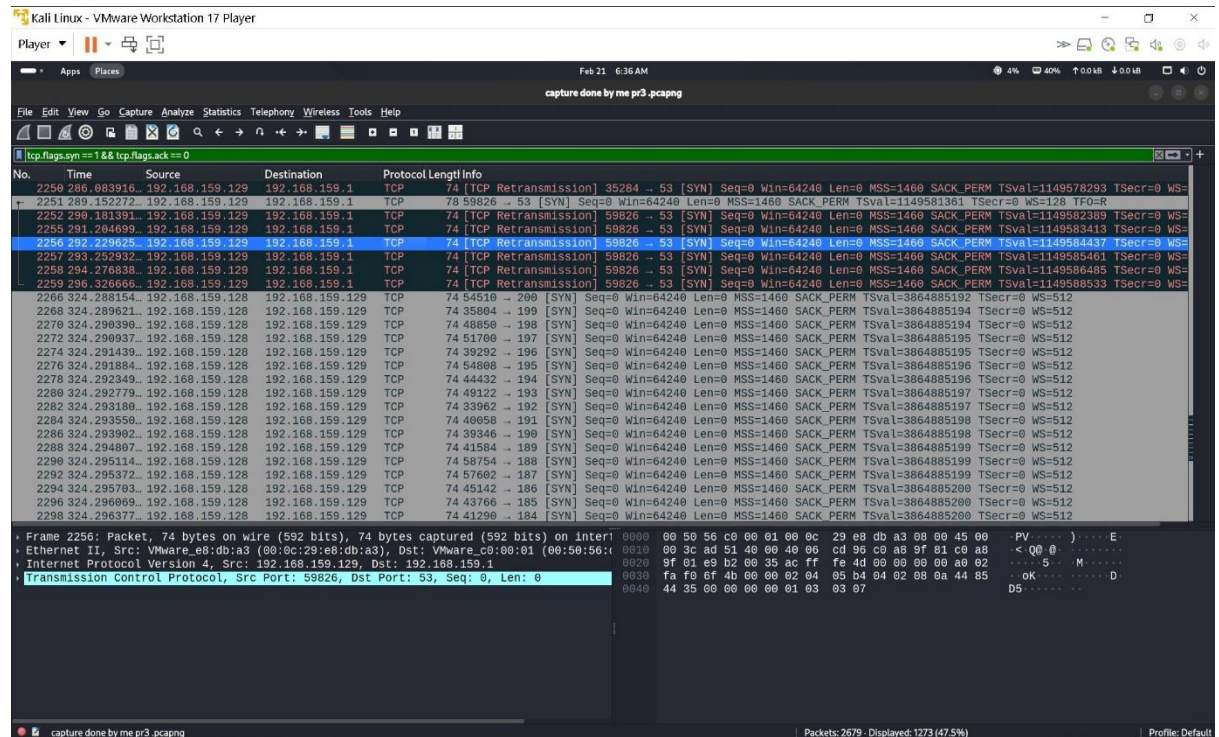 Kali Linux - VMware Workstation 17 Player
Player
Apps Places Feb 21 6:36 AM 4% 40% ↑ 0.0 kB ↓ 0.0 kB
capture done by me pr3 .pcapng
File Edit View Go Capture Analyze Statistics Telephony Wireless Tools Help
tcp.flags.syn == 1 && tcp.flags.ack == 0
No. Time Source Destination Protocol Lengtl Info
2250 286.083916… 192.168.159.129 192.168.159.1 TCP 74 [TCP Retransmission] 35284 → 53 [SYN] Seq=0 Win=64240 Len=0 MSS=1460 SACK_PERM TSval=1149578293 TSecr=0 WS=
2251 289.152272… 192.168.159.129 192.168.159.1 TCP 78 59826 → 53 [SYN] Seq=0 Win=64240 Len=0 MSS=1460 SACK_PERM TSval=1149581361 TSecr=0 WS=128 TFO=R
2252 290.181391… 192.168.159.129 192.168.159.1 TCP 74 [TCP Retransmission] 59826 → 53 [SYN] Seq=0 Win=64240 Len=0 MSS=1460 SACK_PERM TSval=1149582389 TSecr=0 WS=
2255 291.204699… 192.168.159.129 192.168.159.1 TCP 74 [TCP Retransmission] 59826 → 53 [SYN] Seq=0 Win=64240 Len=0 MSS=1460 SACK_PERM TSval=1149583413 TSecr=0 WS=
2256 292.229625… 192.168.159.129 192.168.159.1 TCP 74 [TCP Retransmission] 59826 → 53 [SYN] Seq=0 Win=64240 Len=0 MSS=1460 SACK_PERM TSval=1149584437 TSecr=0 WS=
2257 293.252932… 192.168.159.129 192.168.159.1 TCP 74 [TCP Retransmission] 59826 → 53 [SYN] Seq=0 Win=64240 Len=0 MSS=1460 SACK_PERM TSval=1149585461 TSecr=0 WS=
2258 294.276838… 192.168.159.129 192.168.159.1 TCP 74 [TCP Retransmission] 59826 → 53 [SYN] Seq=0 Win=64240 Len=0 MSS=1460 SACK_PERM TSval=1149586485 TSecr=0 WS=
2259 296.326666… 192.168.159.129 192.168.159.1 TCP 74 [TCP Retransmission] 59826 → 53 [SYN] Seq=0 Win=64240 Len=0 MSS=1460 SACK_PERM TSval=1149588533 TSecr=0 WS=
2266 324.288154… 192.168.159.128 192.168.159.129 TCP 74 54510 → 200 [SYN] Seq=0 Win=64240 Len=0 MSS=1460 SACK_PERM TSval=3864885192 TSecr=0 WS=512
2268 324.289621… 192.168.159.128 192.168.159.129 TCP 74 35804 → 199 [SYN] Seq=0 Win=64240 Len=0 MSS=1460 SACK_PERM TSval=3864885194 TSecr=0 WS=512
2270 324.290390… 192.168.159.128 192.168.159.129 TCP 74 48850 → 198 [SYN] Seq=0 Win=64240 Len=0 MSS=1460 SACK_PERM TSval=3864885194 TSecr=0 WS=512
2272 324.290937… 192.168.159.128 192.168.159.129 TCP 74 51700 → 197 [SYN] Seq=0 Win=64240 Len=0 MSS=1460 SACK_PERM TSval=3864885195 TSecr=0 WS=512
2274 324.291439… 192.168.159.128 192.168.159.129 TCP 74 39292 → 196 [SYN] Seq=0 Win=64240 Len=0 MSS=1460 SACK_PERM TSval=3864885195 TSecr=0 WS=512
2276 324.291884… 192.168.159.128 192.168.159.129 TCP 74 54808 → 195 [SYN] Seq=0 Win=64240 Len=0 MSS=1460 SACK_PERM TSval=3864885196 TSecr=0 WS=512
2278 324.292349… 192.168.159.128 192.168.159.129 TCP 74 44432 → 194 [SYN] Seq=0 Win=64240 Len=0 MSS=1460 SACK_PERM TSval=3864885196 TSecr=0 WS=512
2280 324.292779… 192.168.159.128 192.168.159.129 TCP 74 49122 → 193 [SYN] Seq=0 Win=64240 Len=0 MSS=1460 SACK_PERM TSval=3864885197 TSecr=0 WS=512
2282 324.293180… 192.168.159.128 192.168.159.129 TCP 74 33962 → 192 [SYN] Seq=0 Win=64240 Len=0 MSS=1460 SACK_PERM TSval=3864885197 TSecr=0 WS=512
2284 324.293550… 192.168.159.128 192.168.159.129 TCP 74 40058 → 191 [SYN] Seq=0 Win=64240 Len=0 MSS=1460 SACK_PERM TSval=3864885198 TSecr=0 WS=512
2286 324.293902… 192.168.159.128 192.168.159.129 TCP 74 39346 → 190 [SYN] Seq=0 Win=64240 Len=0 MSS=1460 SACK_PERM TSval=3864885198 TSecr=0 WS=512
2288 324.294807… 192.168.159.128 192.168.159.129 TCP 74 41584 → 189 [SYN] Seq=0 Win=64240 Len=0 MSS=1460 SACK_PERM TSval=3864885199 TSecr=0 WS=512
2290 324.295114… 192.168.159.128 192.168.159.129 TCP 74 58754 → 188 [SYN] Seq=0 Win=64240 Len=0 MSS=1460 SACK_PERM TSval=3864885199 TSecr=0 WS=512
2292 324.295372… 192.168.159.128 192.168.159.129 TCP 74 57602 → 187 [SYN] Seq=0 Win=64240 Len=0 MSS=1460 SACK_PERM TSval=3864885199 TSecr=0 WS=512
2294 324.295703… 192.168.159.128 192.168.159.129 TCP 74 45142 → 186 [SYN] Seq=0 Win=64240 Len=0 MSS=1460 SACK_PERM TSval=3864885200 TSecr=0 WS=512
2296 324.296069… 192.168.159.128 192.168.159.129 TCP 74 43766 → 185 [SYN] Seq=0 Win=64240 Len=0 MSS=1460 SACK_PERM TSval=3864885200 TSecr=0 WS=512
2298 324.296377… 192.168.159.128 192.168.159.129 TCP 74 41290 → 184 [SYN] Seq=0 Win=64240 Len=0 MSS=1460 SACK_PERM TSval=3864885200 TSecr=0 WS=512
Frame 2256: Packet, 74 bytes on wire (592 bits), 74 bytes captured (592 bits) on interf
Ethernet II, Src: VMware_e8:db:a3 (00:0c:29:e8:db:a3), Dst: VMware_c0:00:01 (00:50:56:c
Internet Protocol Version 4, Src: 192.168.159.129, Dst: 192.168.159.1
Transmission Control Protocol, Src Port: 59826, Dst Port: 53, Seq: 0, Len: 0
0000 00 50 56 c0 00 01 00 0c 29 e8 db a3 08 00 45 00 ·PV····· )·····E·
0010 00 3c ad 51 40 00 40 06 cd 96 c0 a8 9f 81 c0 a8 ·<·Q@·@· ········
0020 9f 01 e9 b2 00 35 ac ff fe 4d 00 00 00 00 a0 02 ·····5·· ·M······
0030 fa f0 6f 4b 00 00 02 04 05 b4 04 02 08 0a 44 85 ··oK···· ······D·
0040 44 35 00 00 00 00 01 03 03 07 D5······ ··
capture done by me pr3 .pcapng Packets: 2679 · Displayed: 1273 (47.5%) Profile: Default